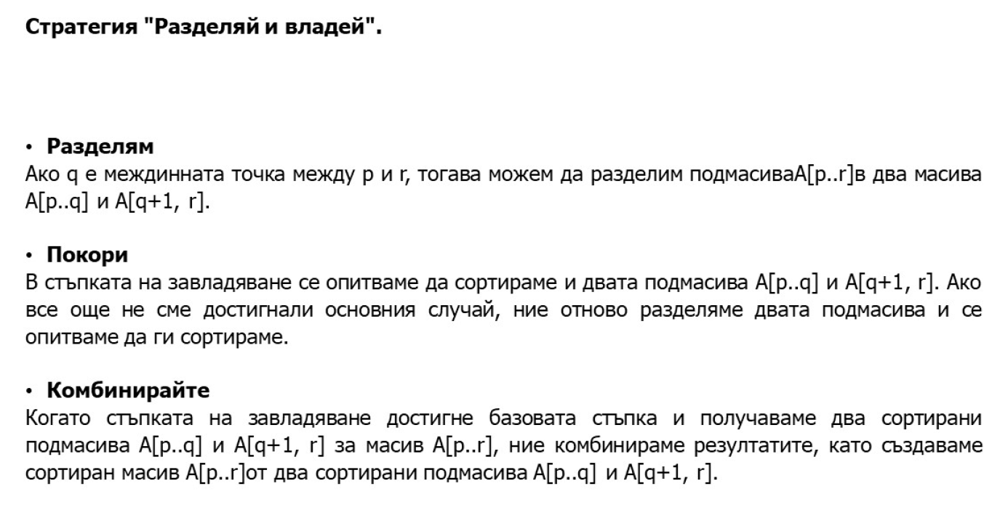 Стратегия "Разделяй и владей".
• Разделям
Ако q е междинната точка между p и r, тогава можем да разделим подмасиваA[p..r]в два масива
A[p..q] и A[q+1, r].
• Покори
В стъпката на завладяване се опитваме да сортираме и двата подмасива A[p..q] и A[q+1, r]. Ако
все още не сме достигнали основния случай, ние отново разделяме двата подмасива и се
опитваме да ги сортираме.
• Комбинирайте
Когато стъпката на завладяване достигне базовата стъпка и получаваме два сортирани
подмасива A[p..q] и A[q+1, r] за масив A[p..r], ние комбинираме резултатите, като създаваме
сортиран масив A[p..r]от два сортирани подмасива A[p..q] и A[q+1, r].